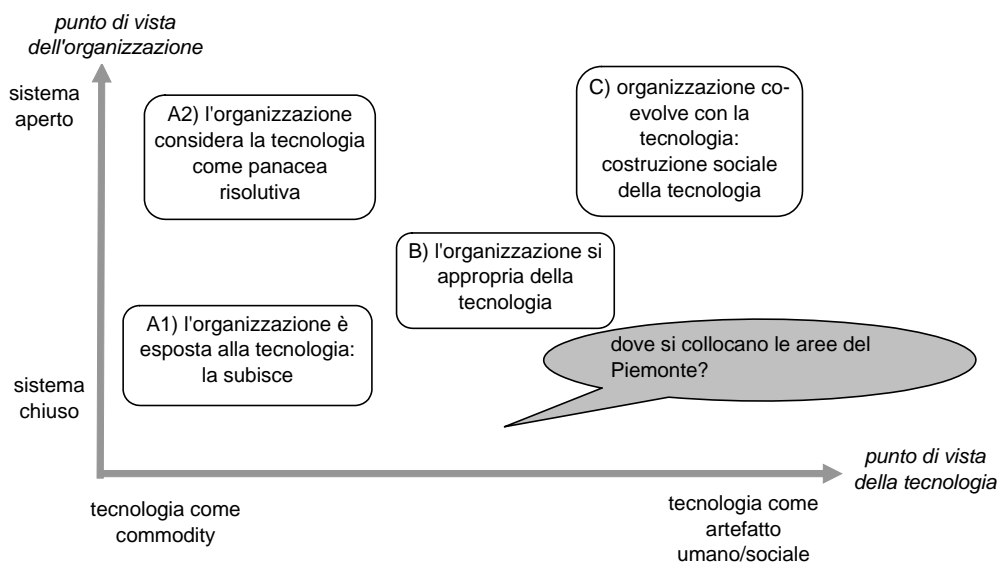 punto di vista
dell'organizzazione
sistema
aperto
A2) l'organizzazione
considera la tecnologia
come panacea
risolutiva
C) organizzazione co-
evolve con la
tecnologia:
costruzione sociale
della tecnologia
B) l'organizzazione si
appropria della
tecnologia
A1) l'organizzazione è
esposta alla tecnologia:
la subisce
dove si collocano le aree del
Piemonte?
sistema
chiuso
punto di vista
della tecnologia
tecnologia come
commodity
tecnologia come
artefatto
umano/sociale